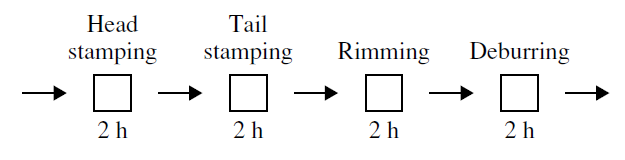 Head
stamping
Tail
stamping
Rimming
Deburring
2 h
2 h
2 h
2 h